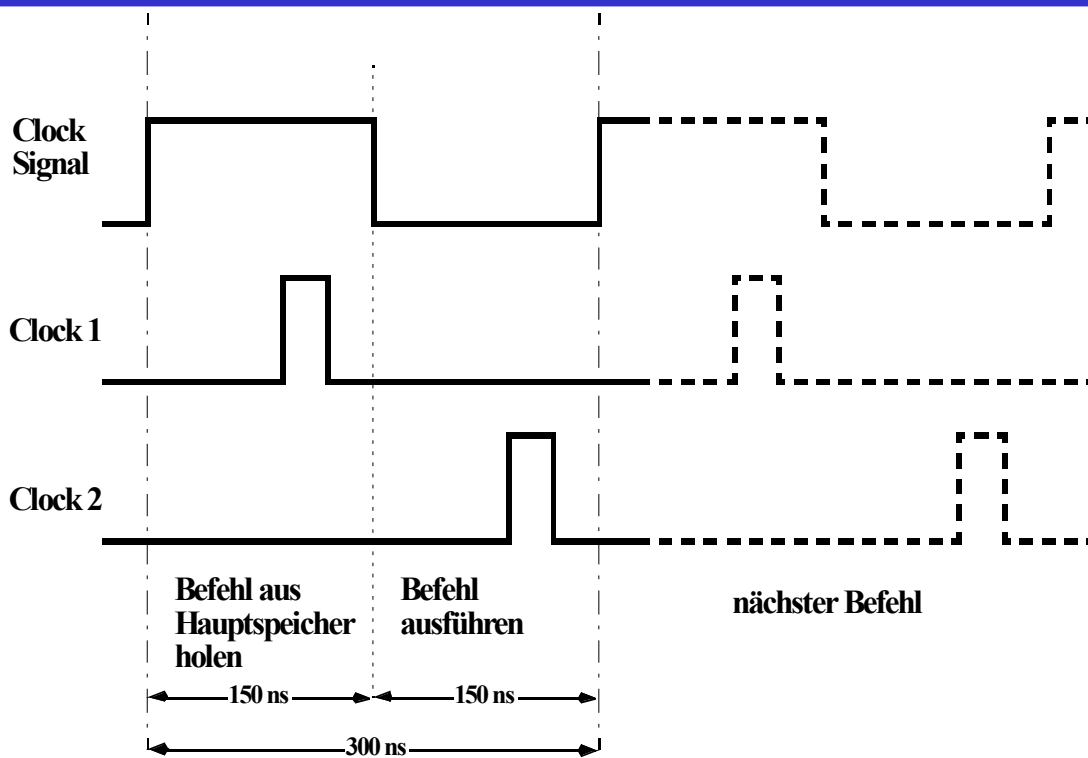 Clock
Signal
Clock 1
Clock 2
Befehl aus
Hauptspeicher
holen
Befehl
ausführen
nächster Befehl
150 ns
150 ns
300 ns